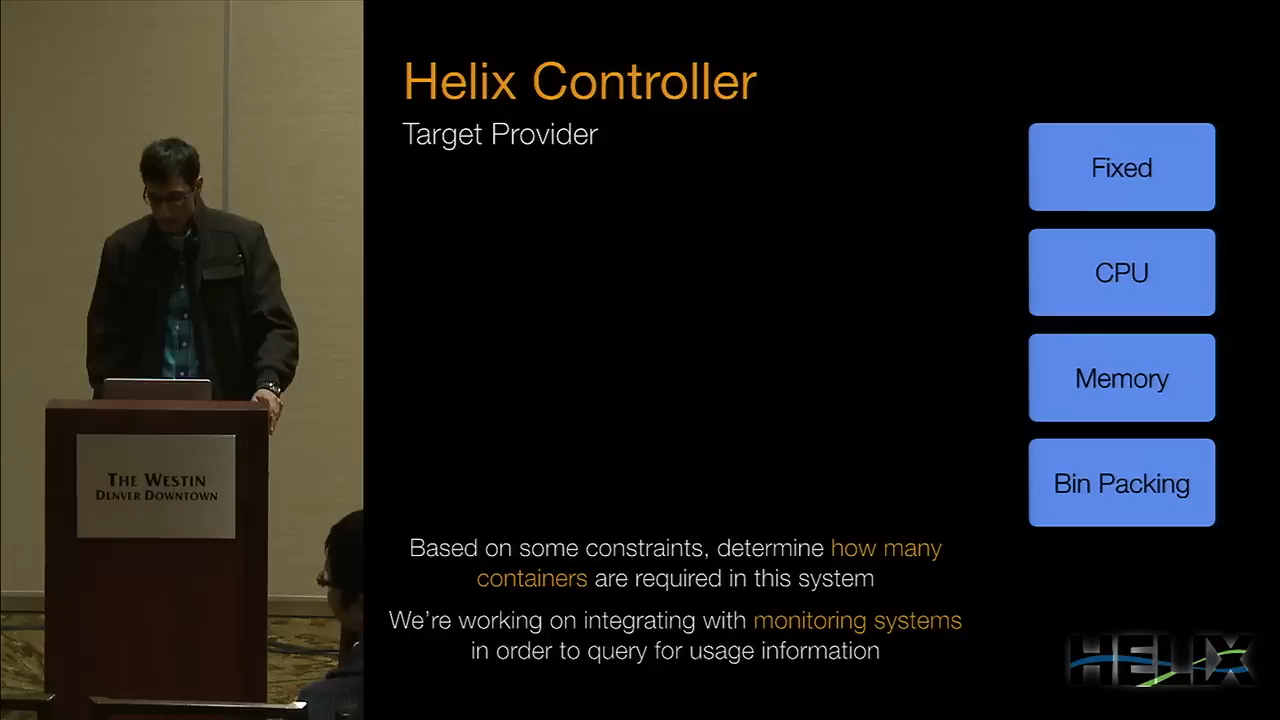 Helix Controller
Target Provider
Fixed
CPU
Memory
Bin Packing
Based on some constraints, determine how many
containers are required in this system
We're working on integrating with monitoring systems
in order to query for usage information
HELIX
THE WESTIN
DENVER DOWNTOWN